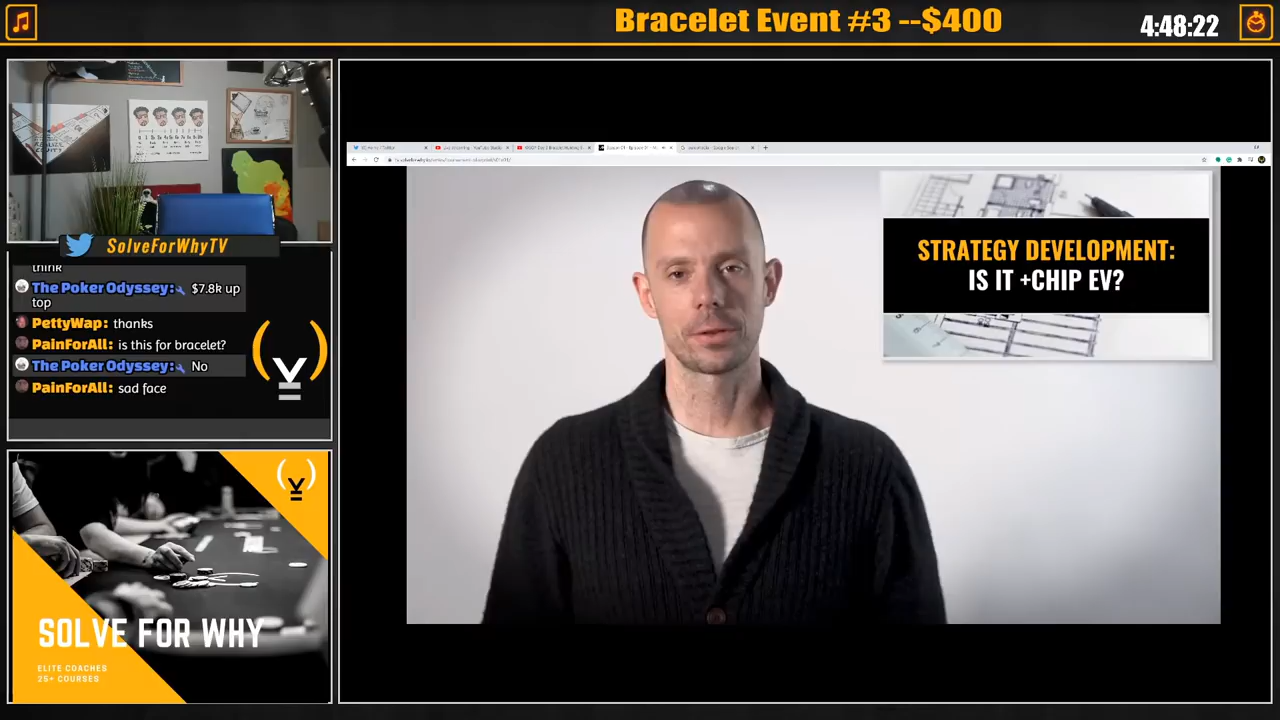 Bracelet Event #3 --$400
4:48:22
SolveForWhyTV
think
The Poker Odyssey: $7.8k up
top
PettyWap: thanks
PainForAll: is this for bracelet?
The Poker Odyssey: No
PainForAll: sad face
STRATEGY DEVELOPMENT:
IS IT +CHIP EV?
SOLVE FOR WHY
ELITE COACHES
25+ COURSES